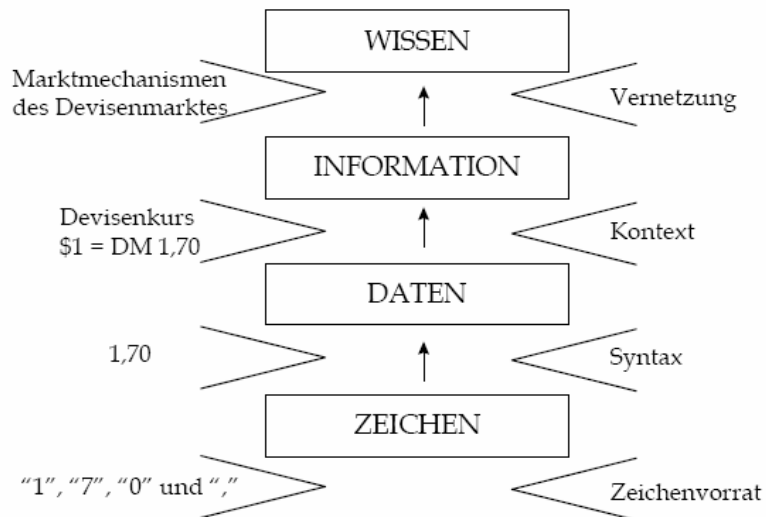 WISSEN
Marktmechanismen
des Devisenmarktes
Vernetzung
INFORMATION
Devisenkurs
$1 = DM 1,70
Kontext
DATEN
1,70
Syntax
ZEICHEN
“1”, “7”, “0” und “,”
Zeichenvorrat